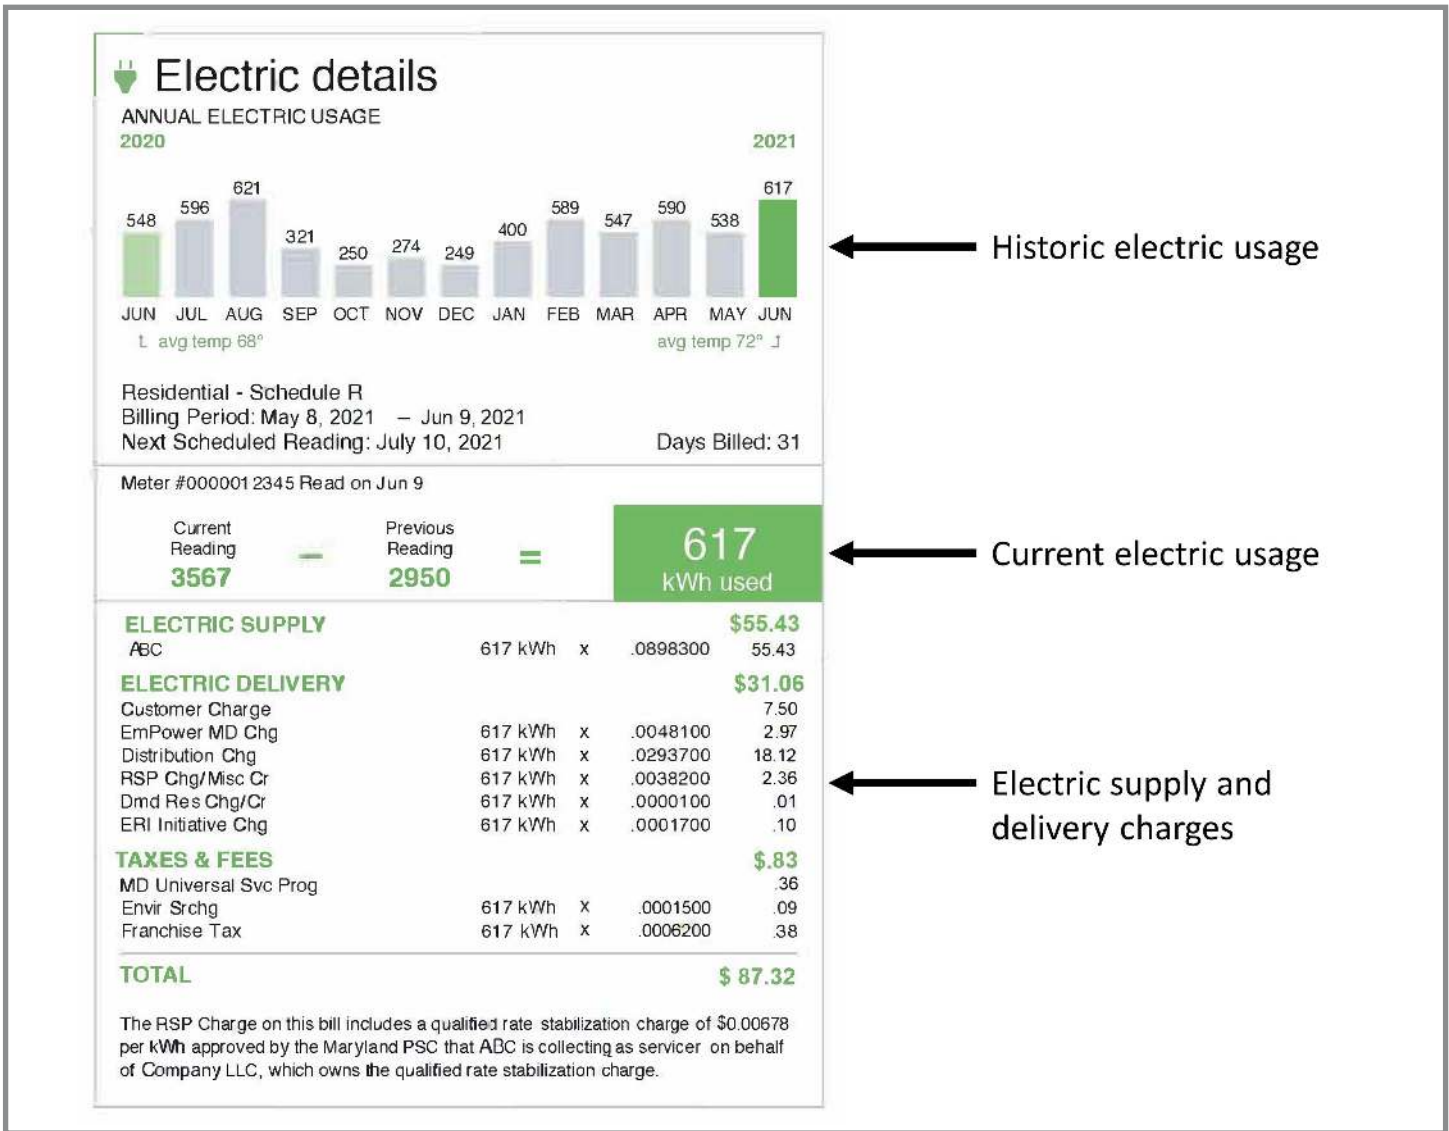 Electric details
ANNUAL ELECTRIC USAGE
2020 2021
548 596 621 321 250 274 249 400 589 547 590 538 617
JUN JUL AUG SEP OCT NOV DEC JAN FEB MAR APR MAY JUN
avg temp 68° avg temp 72°
Historic electric usage
Residential - Schedule R
Billing Period: May 8, 2021 – Jun 9, 2021
Next Scheduled Reading: July 10, 2021 Days Billed: 31
Meter #0000012345 Read on Jun 9
Current Previous
Reading – Reading = 617
3567 2950 kWh used
Current electric usage
ELECTRIC SUPPLY $55.43
ABC 617 kWh x .0898300 55.43
ELECTRIC DELIVERY $31.06
Customer Charge 7.50
EmPower MD Chg 617 kWh x .0048100 2.97
Distribution Chg 617 kWh x .0293700 18.12
RSP Chg/Misc Cr 617 kWh x .0038200 2.36
Dmd Res Chg/Cr 617 kWh x .0000100 .01
ERI Initiative Chg 617 kWh x .0001700 .10
Electric supply and
delivery charges
TAXES & FEES $.83
MD Universal Svc Prog .36
Envir Srchg 617 kWh x .0001500 .09
Franchise Tax 617 kWh x .0006200 .38
TOTAL $ 87.32
The RSP Charge on this bill includes a qualified rate stabilization charge of $0.00678
per kWh approved by the Maryland PSC that ABC is collecting as servicer on behalf
of Company LLC, which owns the qualified rate stabilization charge.